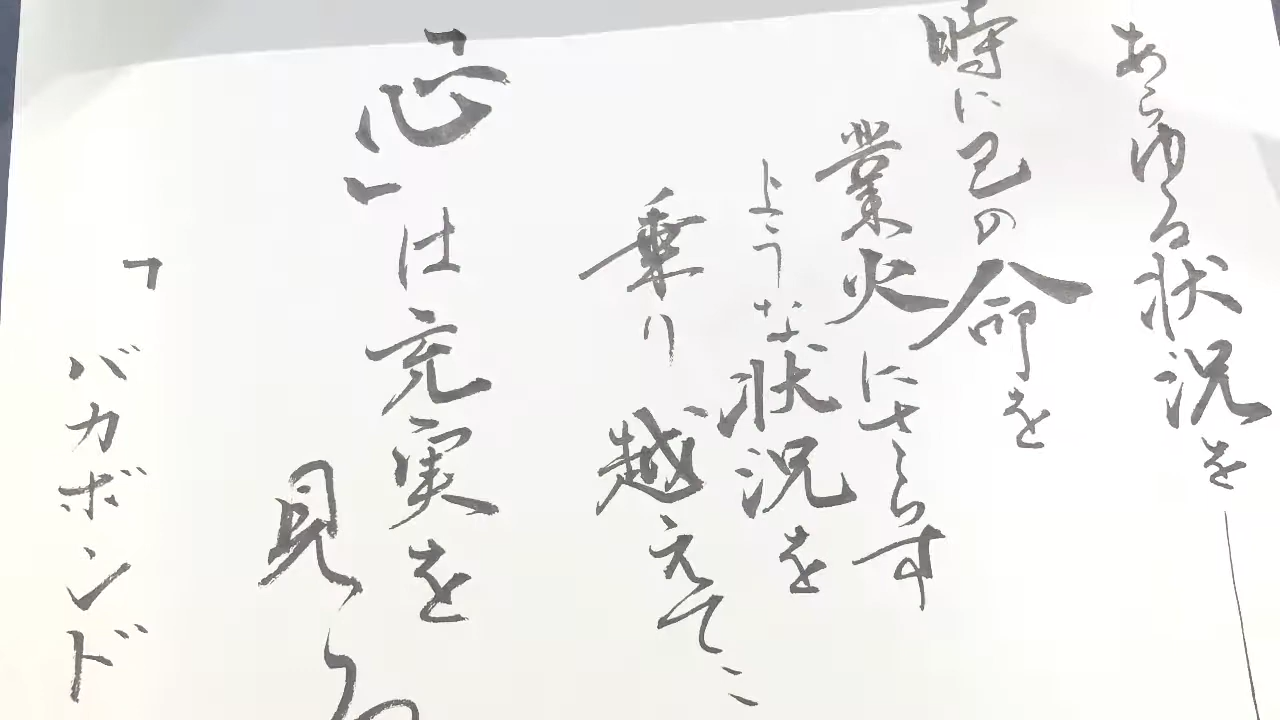 あらゆる状況を
時に己の命を
業火にさらす
ような状況を
乗り越えて
「心」は充実を
見る
「バガボンド